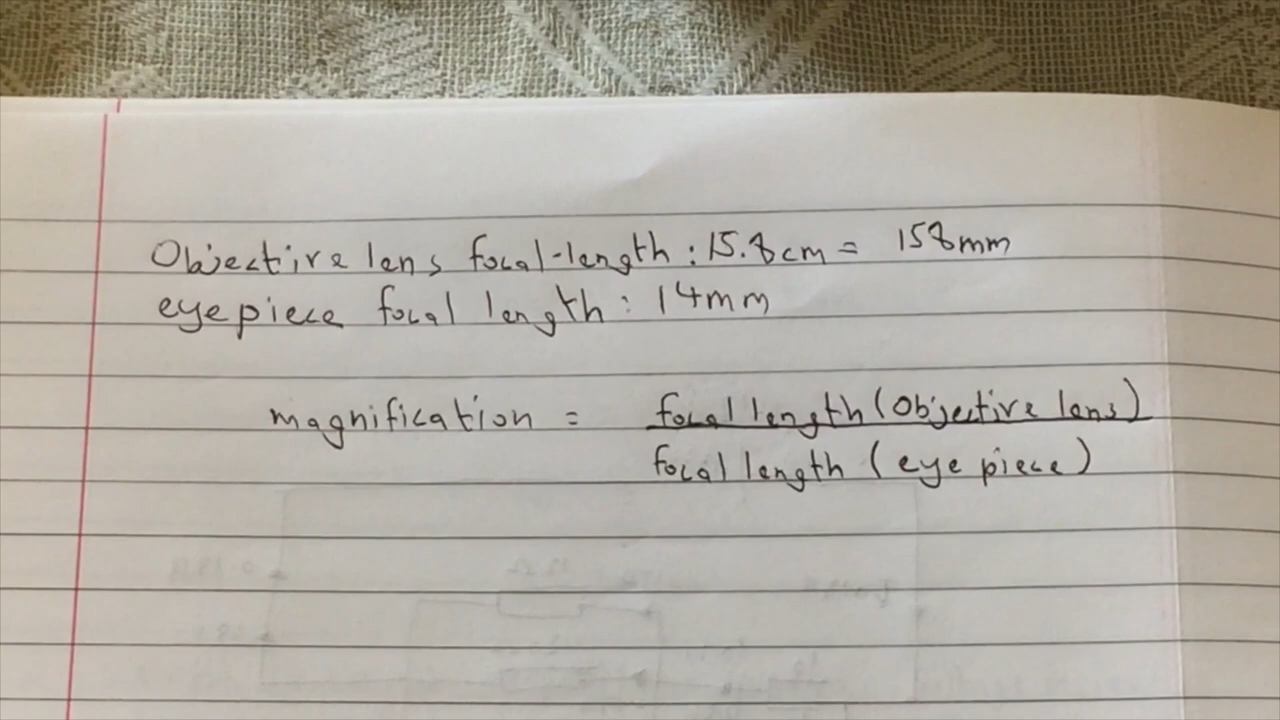 Objective lens focal-length : 15.8cm = 158mm
eyepiece focal length : 14mm
magnification = focal length (Objective lens)
focal length (eye piece)